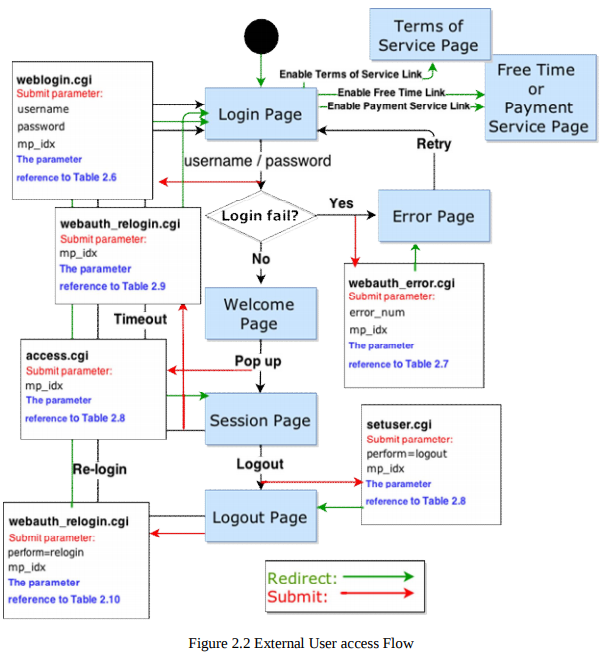 Terms of
Service Page
Enable Terms of Service Link
Enable Free Time Link
Enable Payment Service Link
Free Time
or
Payment
Service Page
weblogin.cgi
Submit parameter:
username
password
mp_idx
The parameter
reference to Table 2.6
Login Page
Retry
username / password
Login fail?
Yes
Error Page
No
webauth_relogin.cgi
Submit parameter:
mp_idx
The parameter
reference to Table 2.9
webauth_error.cgi
Submit parameter:
error_num
mp_idx
The parameter
reference to Table 2.7
Welcome
Page
Timeout
Pop up
access.cgi
Submit parameter:
mp_idx
The parameter
reference to Table 2.8
Session Page
setuser.cgi
Submit parameter:
perform=logout
mp_idx
The parameter
reference to Table 2.8
Logout
Re-login
Logout Page
webauth_relogin.cgi
Submit parameter:
perform=relogin
mp_idx
The parameter
reference to Table 2.10
Redirect:
Submit:
Figure 2.2 External User access Flow